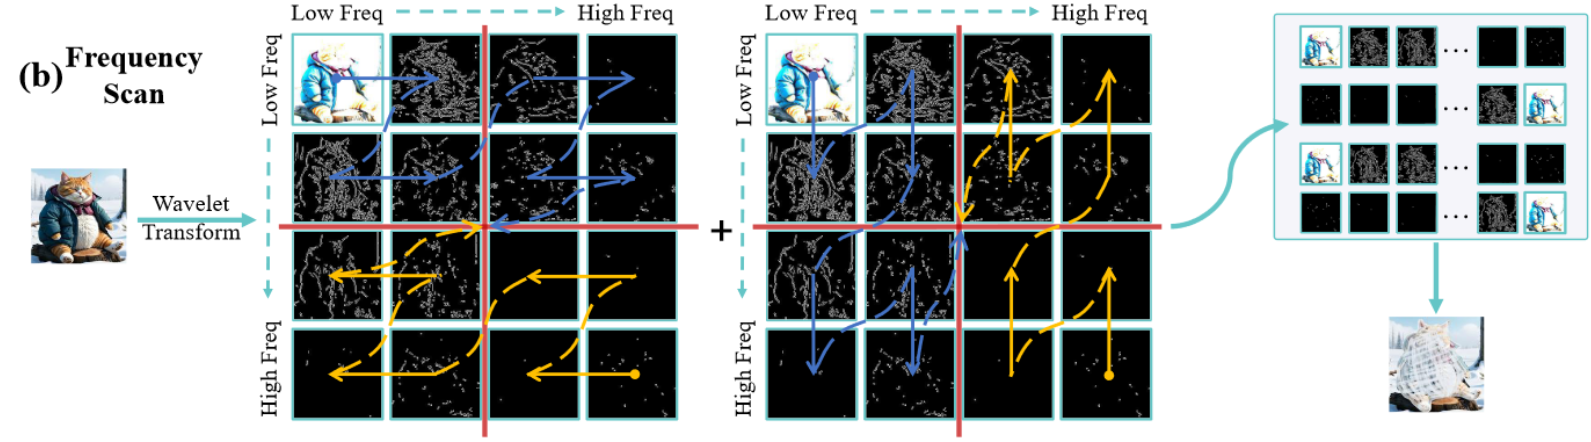 Low Freq
High Freq
Low Freq
High Freq
(b)
Frequency
Scan
Low Freq
Low Freq
Wavelet
Transform
+
High Freq
High Freq
...
...
...
...